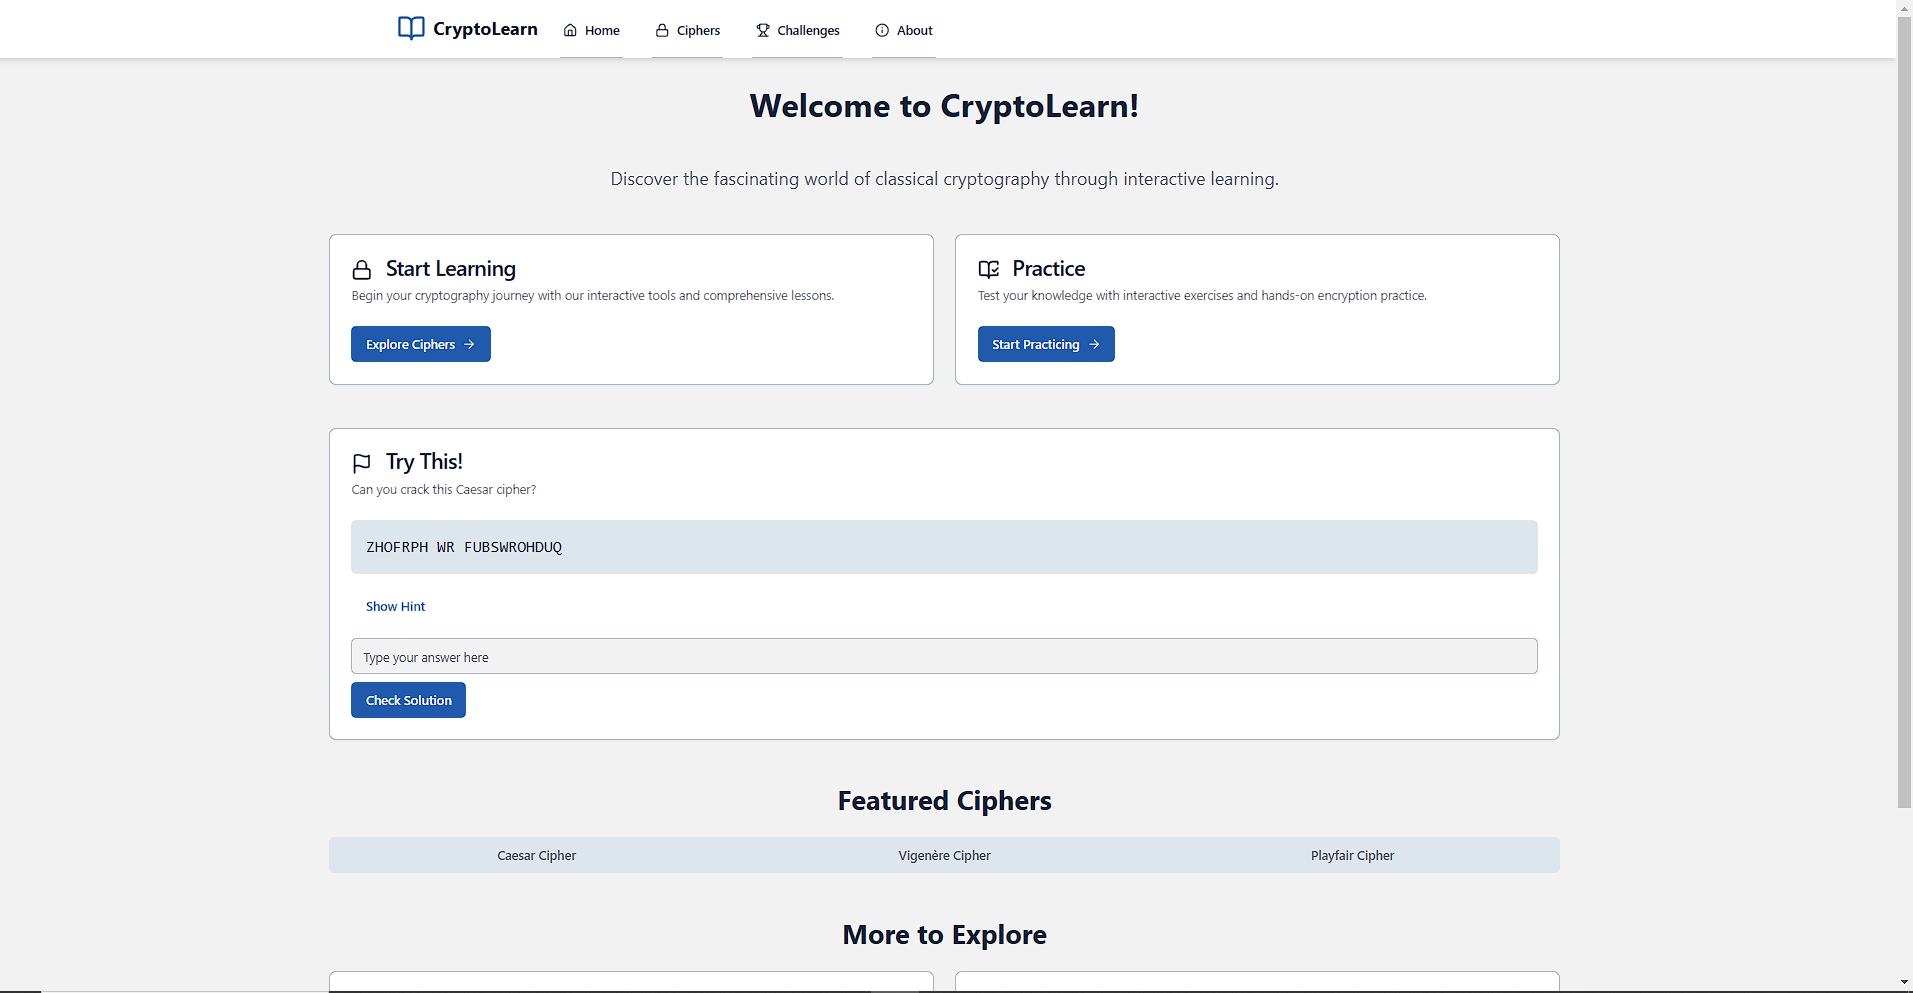 CryptoLearn Home Ciphers Challenges About
Welcome to CryptoLearn!
Discover the fascinating world of classical cryptography through interactive learning.
Start Learning
Begin your cryptography journey with our interactive tools and comprehensive lessons.
Explore Ciphers →
Practice
Test your knowledge with interactive exercises and hands-on encryption practice.
Start Practicing →
Try This!
Can you crack this Caesar cipher?
ZHOFRPH WR FUBSWROHDUQ
Show Hint
Type your answer here
Check Solution
Featured Ciphers
Caesar Cipher Vigenère Cipher Playfair Cipher
More to Explore